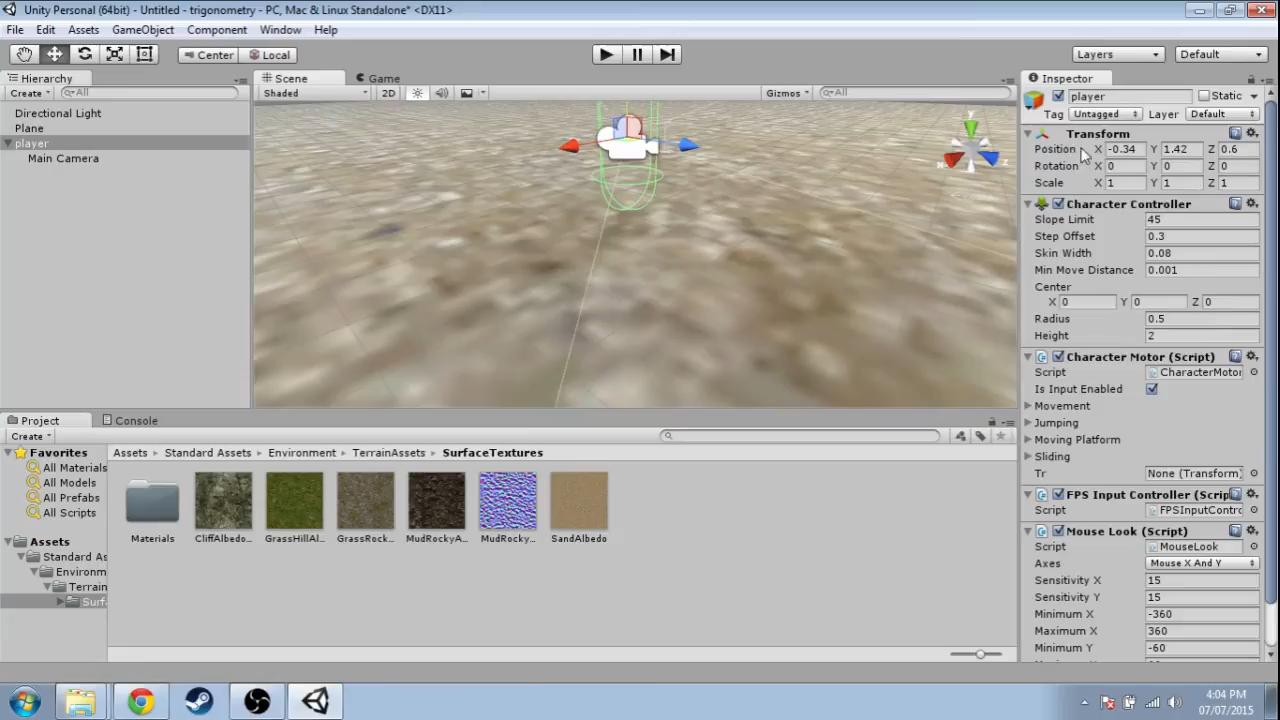 Unity Personal (64bit) - Untitled - trigonometry - PC, Mac & Linux Standalone* <DX11>
File Edit Assets GameObject Component Window Help
Center Local Layers Default
Hierarchy
Create All
Directional Light
Plane
player
Main Camera
Scene Game
Shaded 2D Gizmos All
y
Inspector
player Static
Tag Untagged Layer Default
Transform
Position X -0.34 Y 1.42 Z 0.6
Rotation X 0 Y 0 Z 0
Scale X 1 Y 1 Z 1
Character Controller
Slope Limit 45
Step Offset 0.3
Skin Width 0.08
Min Move Distance 0.001
Center
X 0 Y 0 Z 0
Radius 0.5
Height 2
Character Motor (Script)
Script CharacterMotor
Is Input Enabled
Movement
Jumping
Moving Platform
Sliding
Tr None (Transform)
FPS Input Controller (Scrip
Script FPSInputContro
Mouse Look (Script)
Script MouseLook
Axes Mouse X And Y
Sensitivity X 15
Sensitivity Y 15
Minimum X -360
Maximum X 360
Minimum Y -60
Project Console
Create
Favorites
All Materials
All Models
All Prefabs
All Scripts
Assets
Standard As
Environm
Terrain
Surf
Assets Standard Assets Environment TerrainAssets SurfaceTextures
Materials CliffAlbedo... GrassHillAl... GrassRock... MudRockyA... MudRocky... SandAlbedo
4:04 PM
07/07/2015